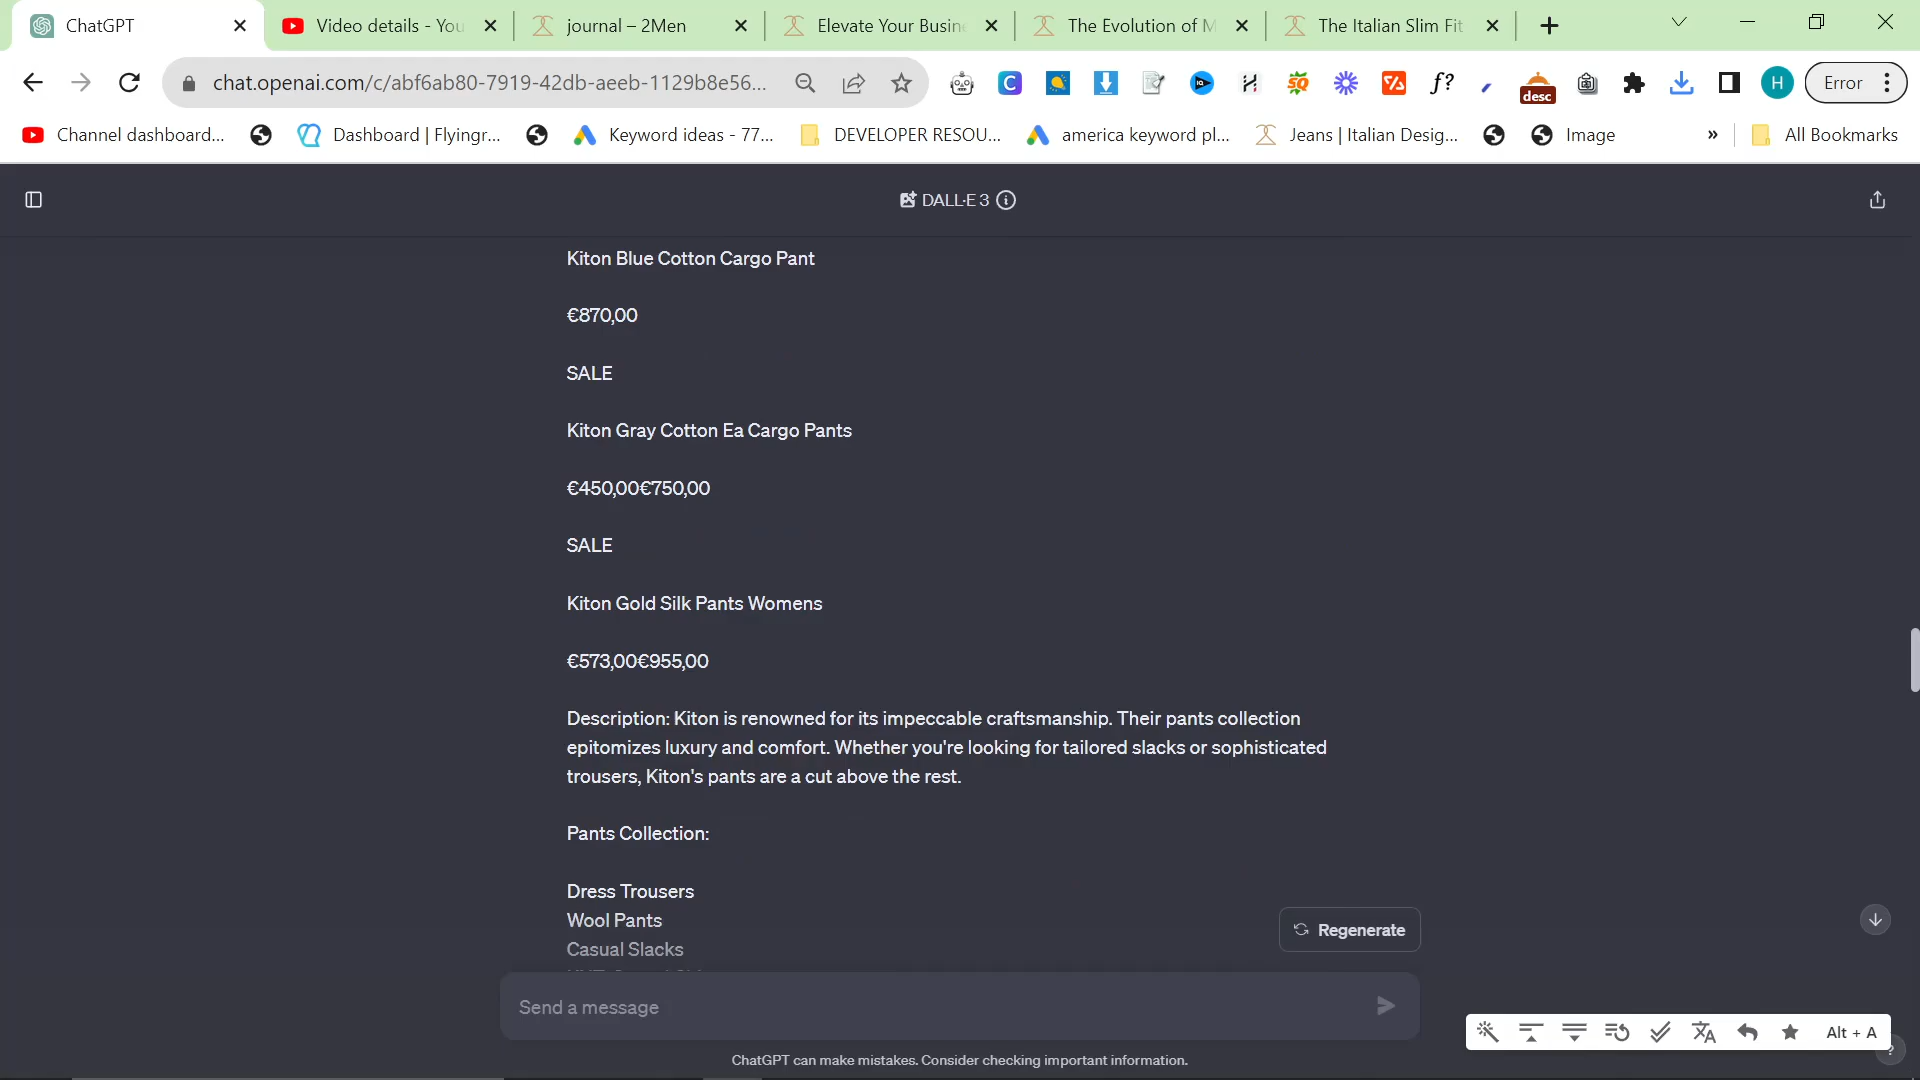 ChatGPT
Video details - You
journal – 2Men
Elevate Your Busine
The Evolution of M
The Italian Slim Fit
chat.openai.com/c/abf6ab80-7919-42db-aeeb-1129b8e56...
desc
H
Error
Channel dashboard...
Dashboard | Flyingr...
Keyword ideas - 77...
DEVELOPER RESOU...
america keyword pl...
Jeans | Italian Desig...
Image
»
All Bookmarks
DALL·E 3
Kiton Blue Cotton Cargo Pant
€870,00
SALE
Kiton Gray Cotton Ea Cargo Pants
€450,00€750,00
SALE
Kiton Gold Silk Pants Womens
€573,00€955,00
Description: Kiton is renowned for its impeccable craftsmanship. Their pants collection
epitomizes luxury and comfort. Whether you're looking for tailored slacks or sophisticated
trousers, Kiton's pants are a cut above the rest.
Pants Collection:
Dress Trousers
Wool Pants
Casual Slacks
Regenerate
Send a message
Alt + A
ChatGPT can make mistakes. Consider checking important information.
?